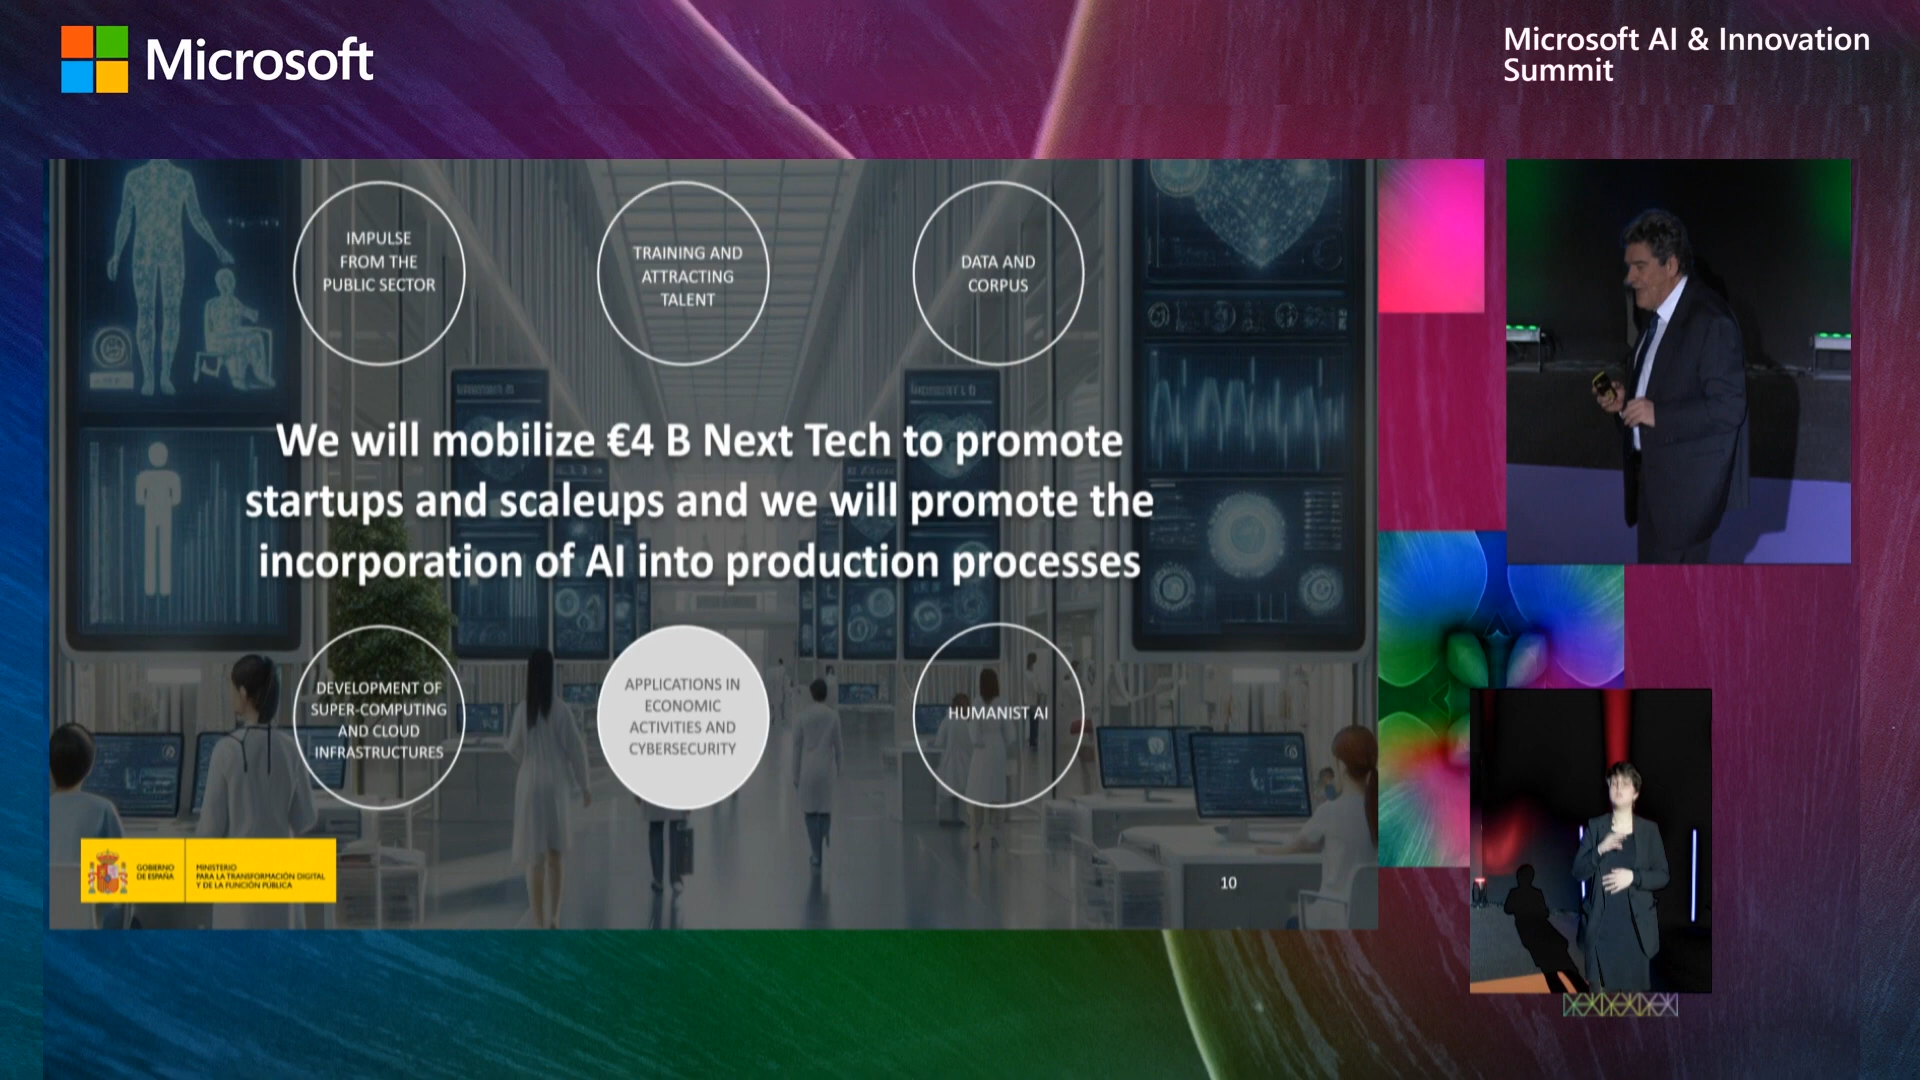 Microsoft
Microsoft AI & Innovation
Summit
IMPULSE
FROM THE
PUBLIC SECTOR
TRAINING AND
ATTRACTING
TALENT
DATA AND
CORPUS
We will mobilize €4 B Next Tech to promote
startups and scaleups and we will promote the
incorporation of AI into production processes
DEVELOPMENT OF
SUPER-COMPUTING
AND CLOUD
INFRASTRUCTURES
APPLICATIONS IN
ECONOMIC
ACTIVITIES AND
CYBERSECURITY
HUMANIST AI
GOBIERNO
DE ESPAÑA
MINISTERIO
PARA LA TRANSFORMACIÓN DIGITAL
Y DE LA FUNCIÓN PÚBLICA
10